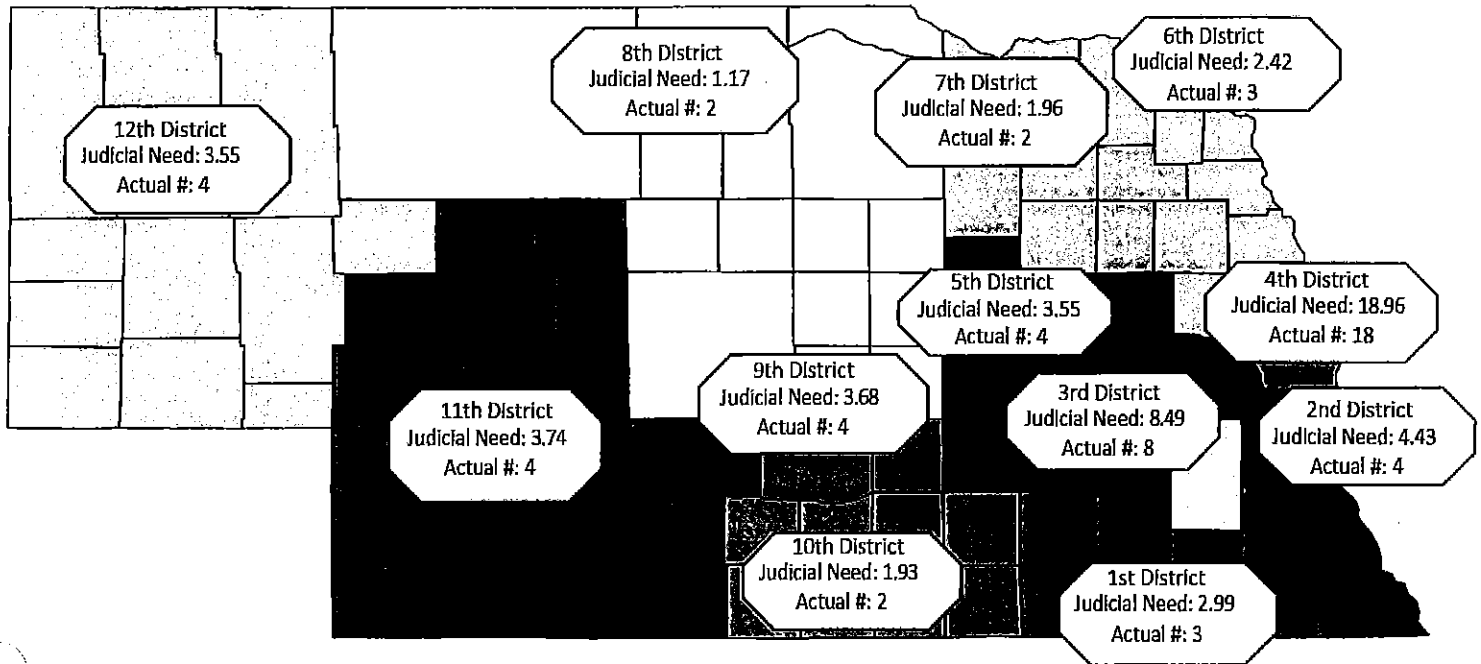 8th District
Judicial Need: 1.17
Actual #: 2
6th District
Judicial Need: 2.42
Actual #: 3
7th District
Judicial Need: 1.96
Actual #: 2
12th District
Judicial Need: 3.55
Actual #: 4
5th District
Judicial Need: 3.55
Actual #: 4
4th District
Judicial Need: 18.96
Actual #: 18
9th District
Judicial Need: 3.68
Actual #: 4
3rd District
Judicial Need: 8.49
Actual #: 8
11th District
Judicial Need: 3.74
Actual #: 4
2nd District
Judicial Need: 4.43
Actual #: 4
10th District
Judicial Need: 1.93
Actual #: 2
1st District
Judicial Need: 2.99
Actual #: 3